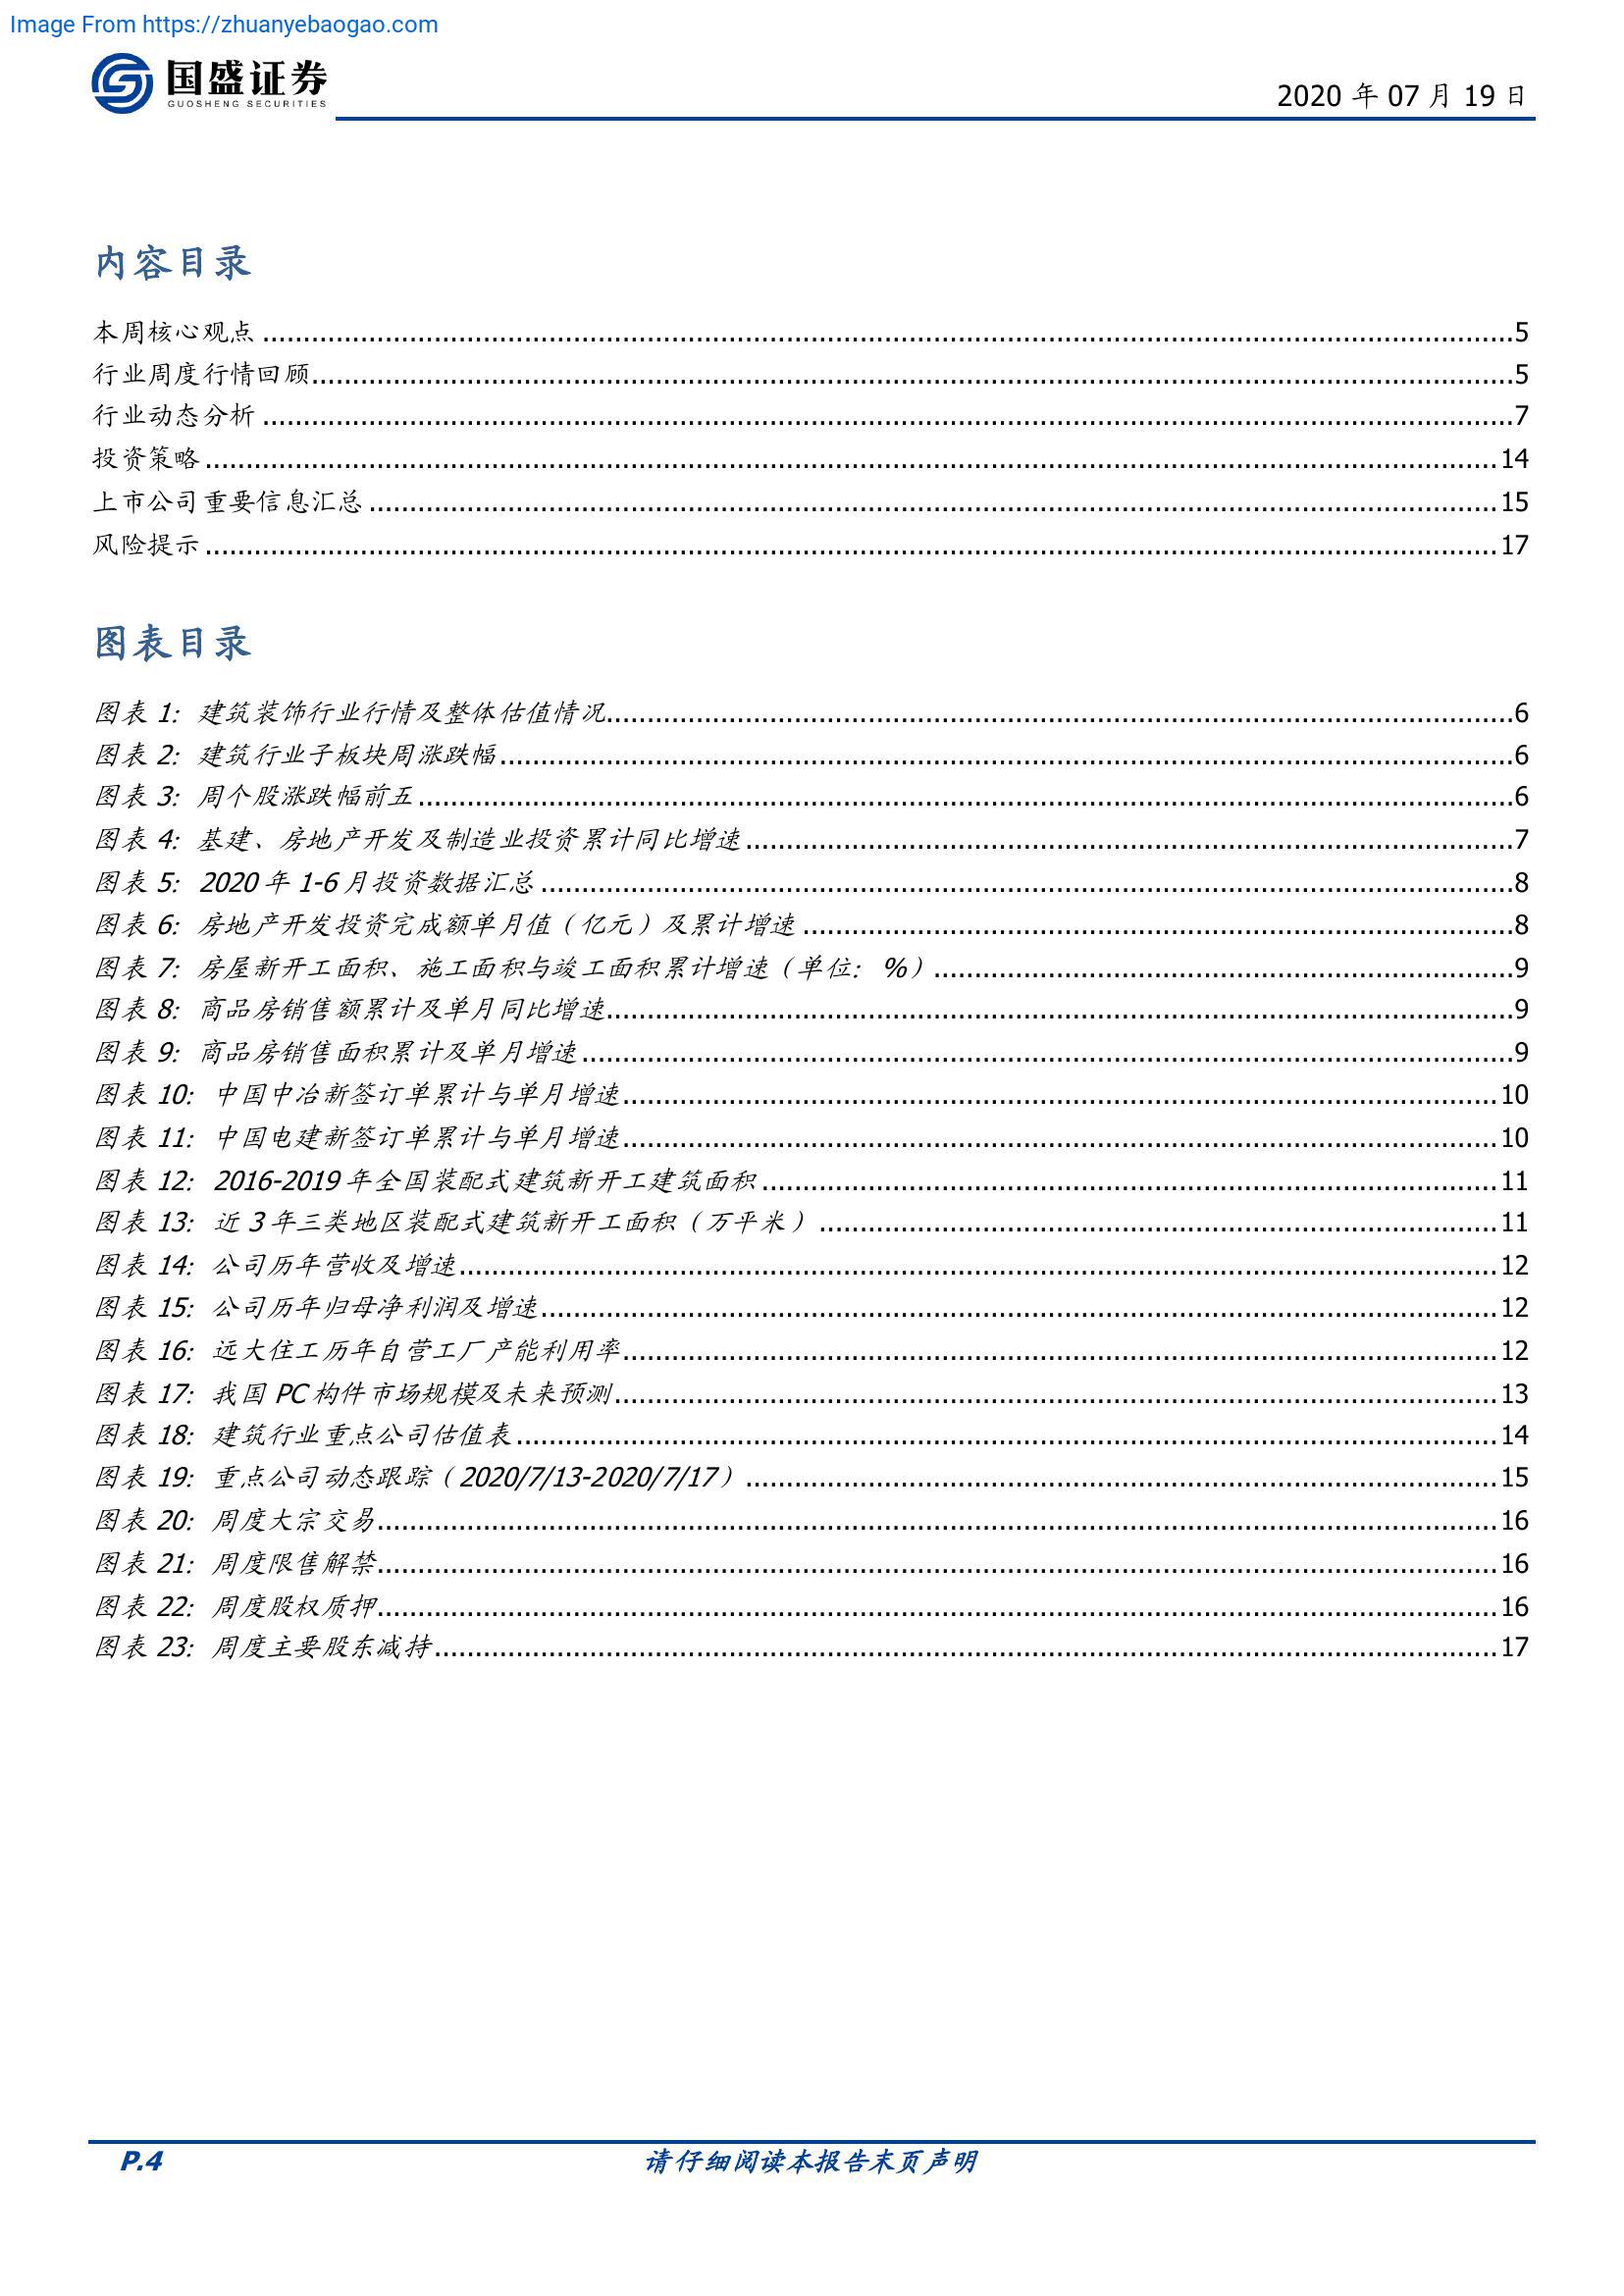 Image From https://zhuanyebaogao.com
国盛证券
GUOSHENG SECURITIES
2020 年 07 月 19 日
内容目录
本周核心观点 ................ 5
行业周度行情回顾 ................ 5
行业动态分析 ................ 7
投资策略 ................ 14
上市公司重要信息汇总 ................ 15
风险提示 ................ 17
图表目录
图表 1: 建筑装饰行业行情及整体估值情况 ................ 6
图表 2: 建筑行业子板块周涨跌幅 ................ 6
图表 3: 周个股涨跌幅前五 ................ 6
图表 4: 基建、房地产开发及制造业投资累计同比增速 ................ 7
图表 5: 2020 年 1-6 月投资数据汇总 ................ 8
图表 6: 房地产开发投资完成额单月值（亿元）及累计增速 ................ 8
图表 7: 房屋新开工面积、施工面积与竣工面积累计增速（单位: %） ................ 9
图表 8: 商品房销售额累计及单月同比增速 ................ 9
图表 9: 商品房销售面积累计及单月增速 ................ 9
图表 10: 中国中冶新签订单累计与单月增速 ................ 10
图表 11: 中国电建新签订单累计与单月增速 ................ 10
图表 12: 2016-2019 年全国装配式建筑新开工建筑面积 ................ 11
图表 13: 近 3 年三类地区装配式建筑新开工面积（万平米） ................ 11
图表 14: 公司历年营收及增速 ................ 12
图表 15: 公司历年归母净利润及增速 ................ 12
图表 16: 远大住工历年自营工厂产能利用率 ................ 12
图表 17: 我国 PC 构件市场规模及未来预测 ................ 13
图表 18: 建筑行业重点公司估值表 ................ 14
图表 19: 重点公司动态跟踪（2020/7/13-2020/7/17） ................ 15
图表 20: 周度大宗交易 ................ 16
图表 21: 周度限售解禁 ................ 16
图表 22: 周度股权质押 ................ 16
图表 23: 周度主要股东减持 ................ 17
P.4
请仔细阅读本报告末页声明